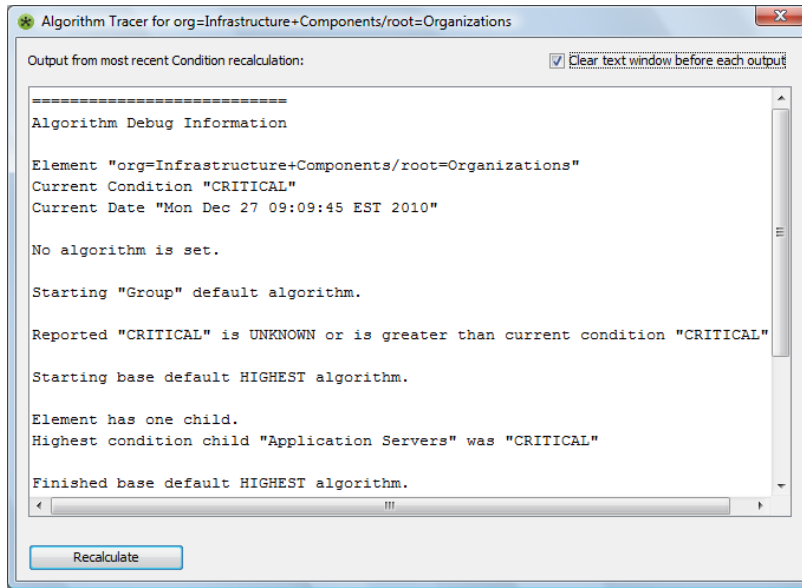 Algorithm Tracer for org=Infrastructure+Components/root=Organizations
Output from most recent Condition recalculation:
Clear text window before each output
===========================
Algorithm Debug Information
Element "org=Infrastructure+Components/root=Organizations"
Current Condition "CRITICAL"
Current Date "Mon Dec 27 09:09:45 EST 2010"
No algorithm is set.
Starting "Group" default algorithm.
Reported "CRITICAL" is UNKNOWN or is greater than current condition "CRITICAL"
Starting base default HIGHEST algorithm.
Element has one child.
Highest condition child "Application Servers" was "CRITICAL"
Finished base default HIGHEST algorithm.
Recalculate